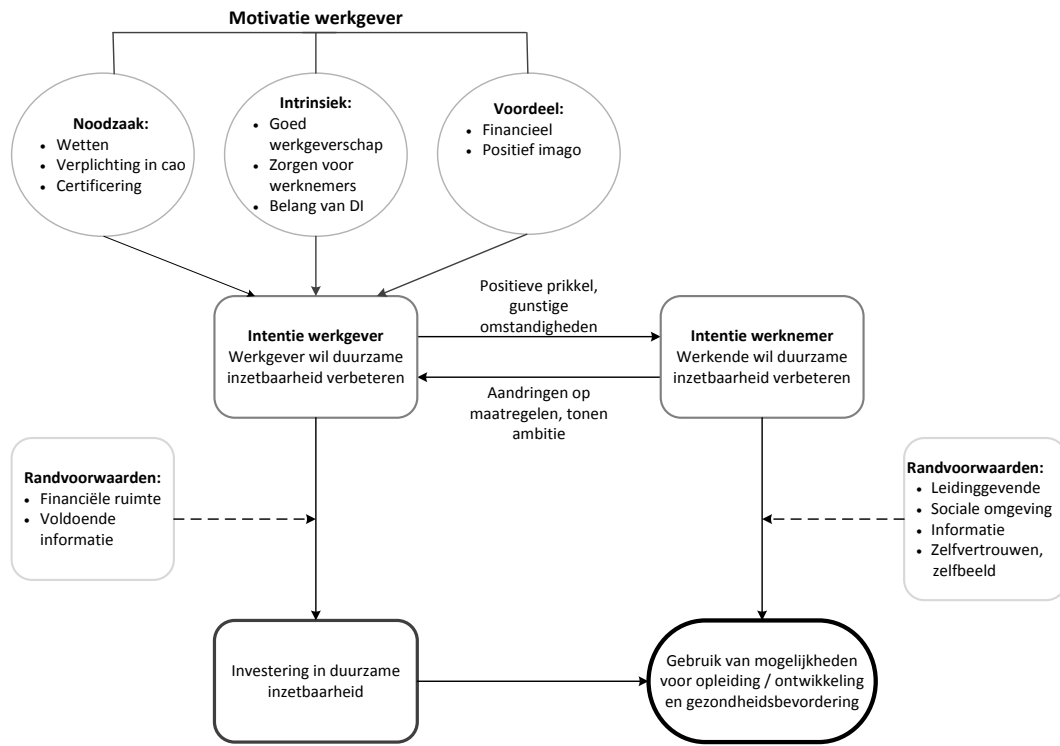 Motivatie werkgever
Noodzaak:
• Wetten
• Verplichting in cao
• Certificering
Intrinsiek:
• Goed
werkgeverschap
• Zorgen voor
werknemers
• Belang van DI
Voordeel:
• Financieel
• Positief imago
Intentie werkgever
Werkgever wil duurzame
inzetbaarheid verbeteren
Positieve prikkel,
gunstige
omstandigheden
Aandringen op
maatregelen, tonen
ambitie
Intentie werknemer
Werkende wil duurzame
inzetbaarheid verbeteren
Randvoorwaarden:
• Financiële ruimte
• Voldoende
informatie
Randvoorwaarden:
• Leidinggevende
• Sociale omgeving
• Informatie
• Zelfvertrouwen,
zelfbeeld
Investering in duurzame
inzetbaarheid
Gebruik van mogelijkheden
voor opleiding / ontwikkeling
en gezondheidsbevordering